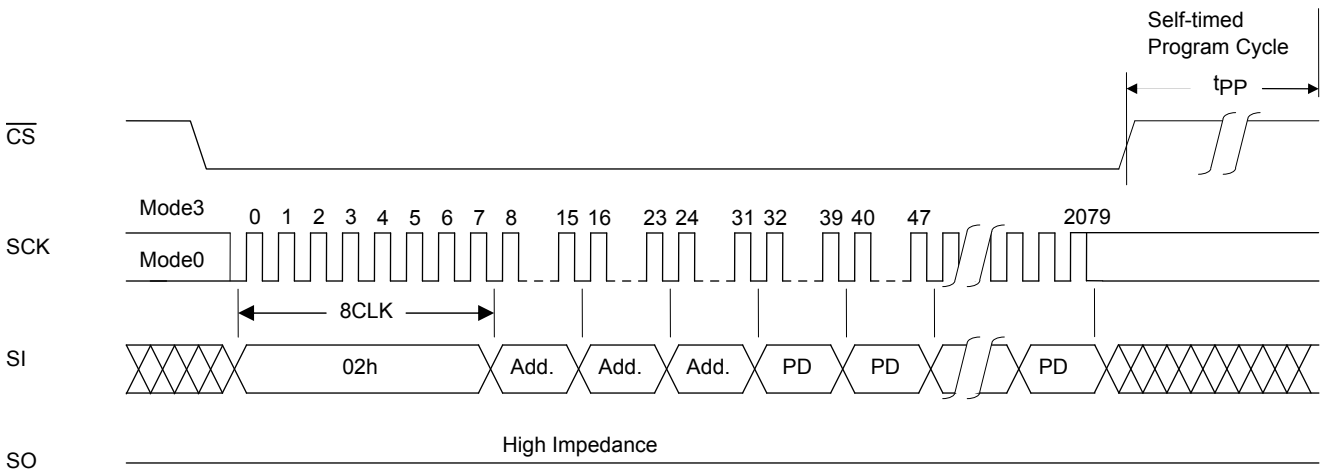 Self-timed
Program Cycle
tPP
CS
Mode3
0 1 2 3 4 5 6 7 8 15 16 23 24 31 32 39 40 47 2079
SCK
Mode0
8CLK
SI
02h Add. Add. Add. PD PD PD
High Impedance
SO